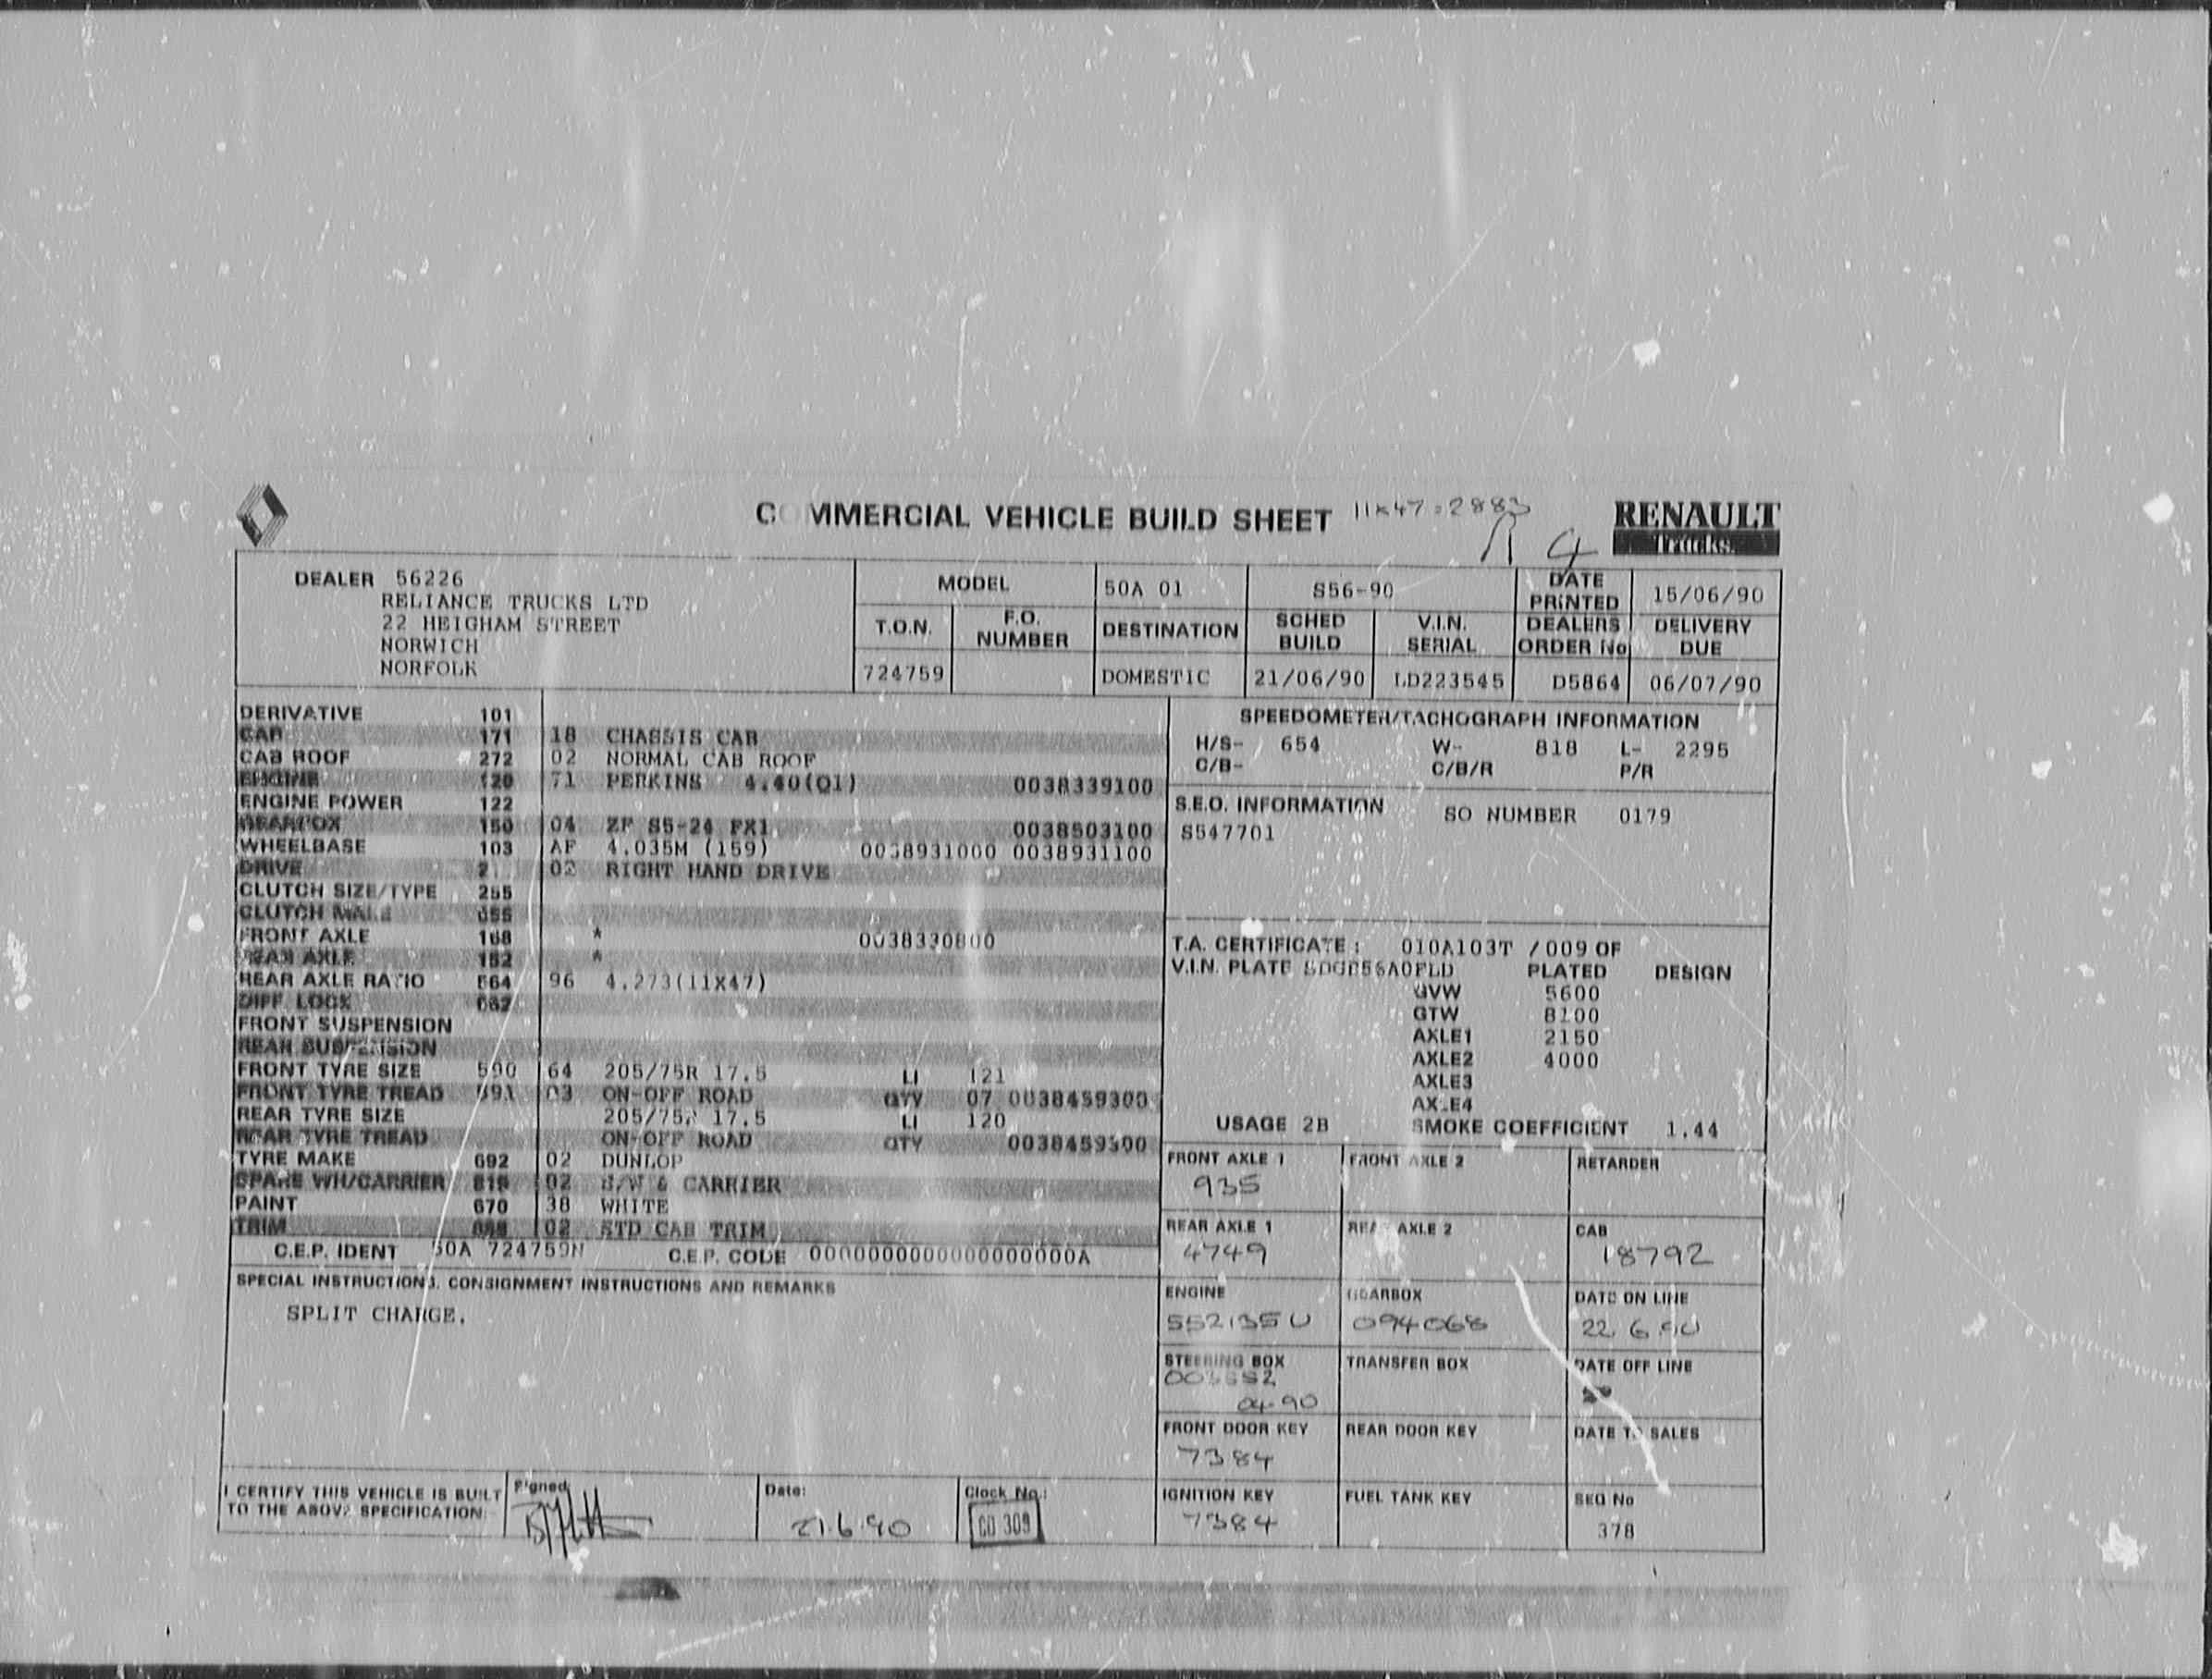 COMMERCIAL VEHICLE BUILD SHEET 11x47=2883
RENAULT
Trucks
4
DEALER 56226
RELIANCE TRUCKS LTD
22 HEIGHAM STREET
NORWICH
NORFOLK
MODEL 50A 01 S56-90 DATE PRINTED 15/06/90
T.O.N. F.O. NUMBER DESTINATION SCHED BUILD V.I.N. SERIAL DEALERS ORDER No DELIVERY DUE
724759 DOMESTIC 21/06/90 LD223545 D5864 06/07/90
DERIVATIVE 101
CAB 171 18 CHASSIS CAB
CAB ROOF 272 02 NORMAL CAB ROOF
ENGINE 120 71 PERKINS 4.40(Q1) 0038339100
ENGINE POWER 122
GEARBOX 150 04 ZF S5-24 FX1 0038503100
WHEELBASE 103 AF 4.035M (159) 0038931000 0038931100
DRIVE 02 RIGHT HAND DRIVE
CLUTCH SIZE/TYPE 255
CLUTCH MAKE 055
FRONT AXLE 168 * 0038330800
REAR AXLE 152 *
REAR AXLE RATIO 564 96 4.273(11X47)
DIFF LOCK
FRONT SUSPENSION
REAR SUSPENSION
FRONT TYRE SIZE 590 64 205/75R 17.5 LI 121
FRONT TYRE TREAD 03 ON-OFF ROAD QTY 07 0038459300
REAR TYRE SIZE 205/75R 17.5 LI 120
REAR TYRE TREAD ON-OFF ROAD QTY 0038459300
TYRE MAKE 692 02 DUNLOP
SPARE WH/CARRIER 02 S/W & CARRIER
PAINT 670 38 WHITE
TRIM 02 STD CAB TRIM
C.E.P. IDENT 50A 724759N C.E.P. CODE 00000000000000000000A
SPECIAL INSTRUCTIONS. CONSIGNMENT INSTRUCTIONS AND REMARKS
SPLIT CHARGE.
SPEEDOMETER/TACHOGRAPH INFORMATION
H/S- 654 W- 818 L- 2295
C/B- C/B/R P/R
S.E.O. INFORMATION SO NUMBER 0179
S547701
T.A. CERTIFICATE: 010A103T /009 OF
V.I.N. PLATE PLATED DESIGN
GVW 5600
GTW 8100
AXLE1 2150
AXLE2 4000
AXLE3
AXLE4
USAGE 2B SMOKE COEFFICIENT 1.44
FRONT AXLE 1 FRONT AXLE 2 RETARDER
935
REAR AXLE 1 REAR AXLE 2 CAB
4749 18792
ENGINE GEARBOX DATE ON LINE
552135U 094068 22 6 90
STEERING BOX TRANSFER BOX DATE OFF LINE
04.90
FRONT DOOR KEY REAR DOOR KEY DATE TO SALES
7384
IGNITION KEY FUEL TANK KEY SEQ No
7384 378
I CERTIFY THIS VEHICLE IS BUILT
TO THE ABOVE SPECIFICATION:
Signed Date: Clock No.:
21.6.90 CO 309